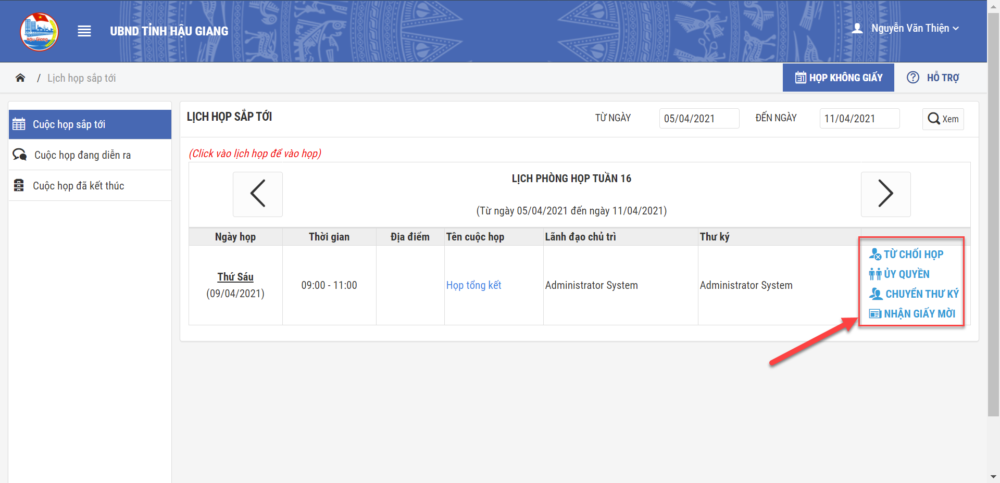 Hậu Giang
UBND TỈNH HẬU GIANG
Nguyễn Văn Thiện
/ Lịch họp sắp tới
31 HỌP KHÔNG GIẤY
? HỖ TRỢ
Cuộc họp sắp tới
Cuộc họp đang diễn ra
Cuộc họp đã kết thúc
LỊCH HỌP SẮP TỚI
TỪ NGÀY 05/04/2021 ĐẾN NGÀY 11/04/2021 Xem
(Click vào lịch họp để vào họp)
LỊCH PHÒNG HỌP TUẦN 16
(Từ ngày 05/04/2021 đến ngày 11/04/2021)
Ngày họp Thời gian Địa điểm Tên cuộc họp Lãnh đạo chủ trì Thư ký
Thứ Sáu
(09/04/2021)
09:00 - 11:00
Họp tổng kết
Administrator System
Administrator System
TỪ CHỐI HỌP
ỦY QUYỀN
CHUYỂN THƯ KÝ
NHẬN GIẤY MỜI